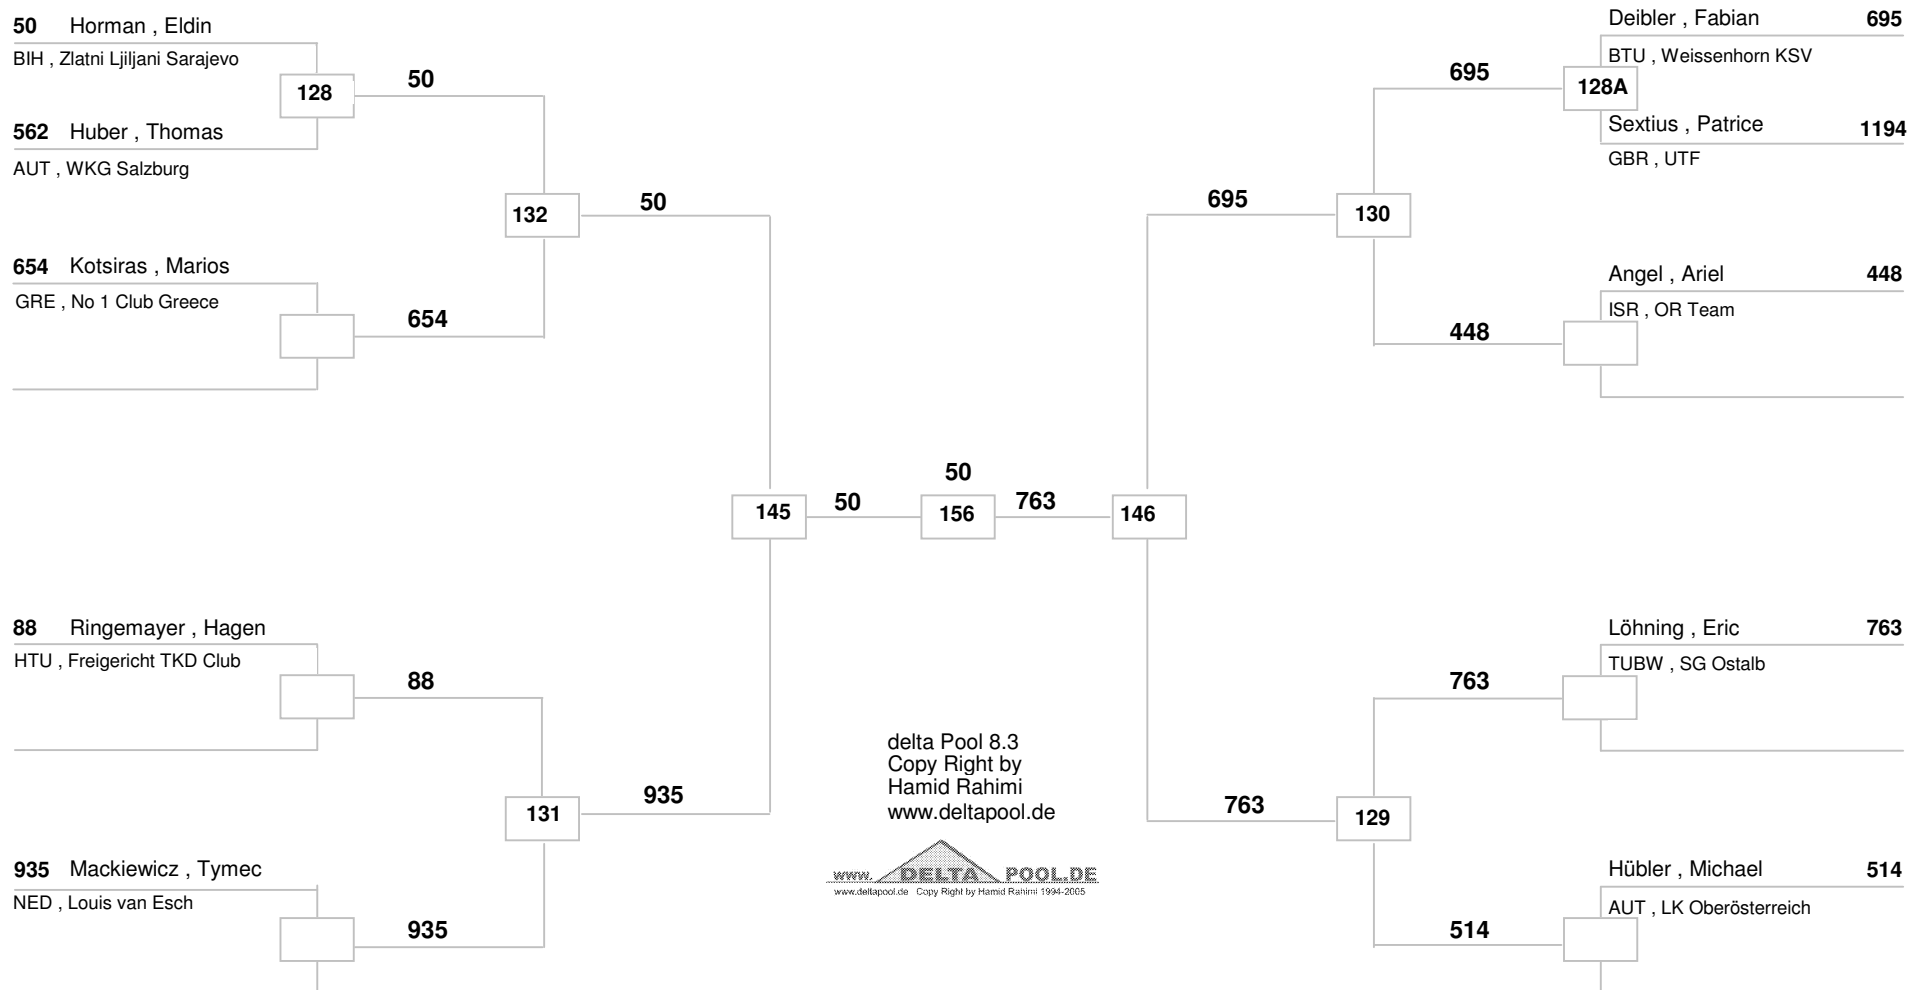 50 Horman , Eldin
BIH , Zlatni Ljiljani Sarajevo
128
50
562 Huber , Thomas
AUT , WKG Salzburg
132
50
654 Kotsiras , Marios
GRE , No 1 Club Greece
654
145
50
50
156
763
146
88 Ringemayer , Hagen
HTU , Freigericht TKD Club
88
131
935
935 Mackiewicz , Tymec
NED , Louis van Esch
935
delta Pool 8.3
Copy Right by
Hamid Rahimi
www.deltapool.de
www. DELTA POOL.DE
www.deltapool.de Copy Right by Hamid Rahimi 1994-2005
Deibler , Fabian 695
BTU , Weissenhorn KSV
695
128A
Sextius , Patrice 1194
GBR , UTF
695
130
Angel , Ariel 448
ISR , OR Team
448
Löhning , Eric 763
TUBW , SG Ostalb
763
763
129
Hübler , Michael 514
AUT , LK Oberösterreich
514